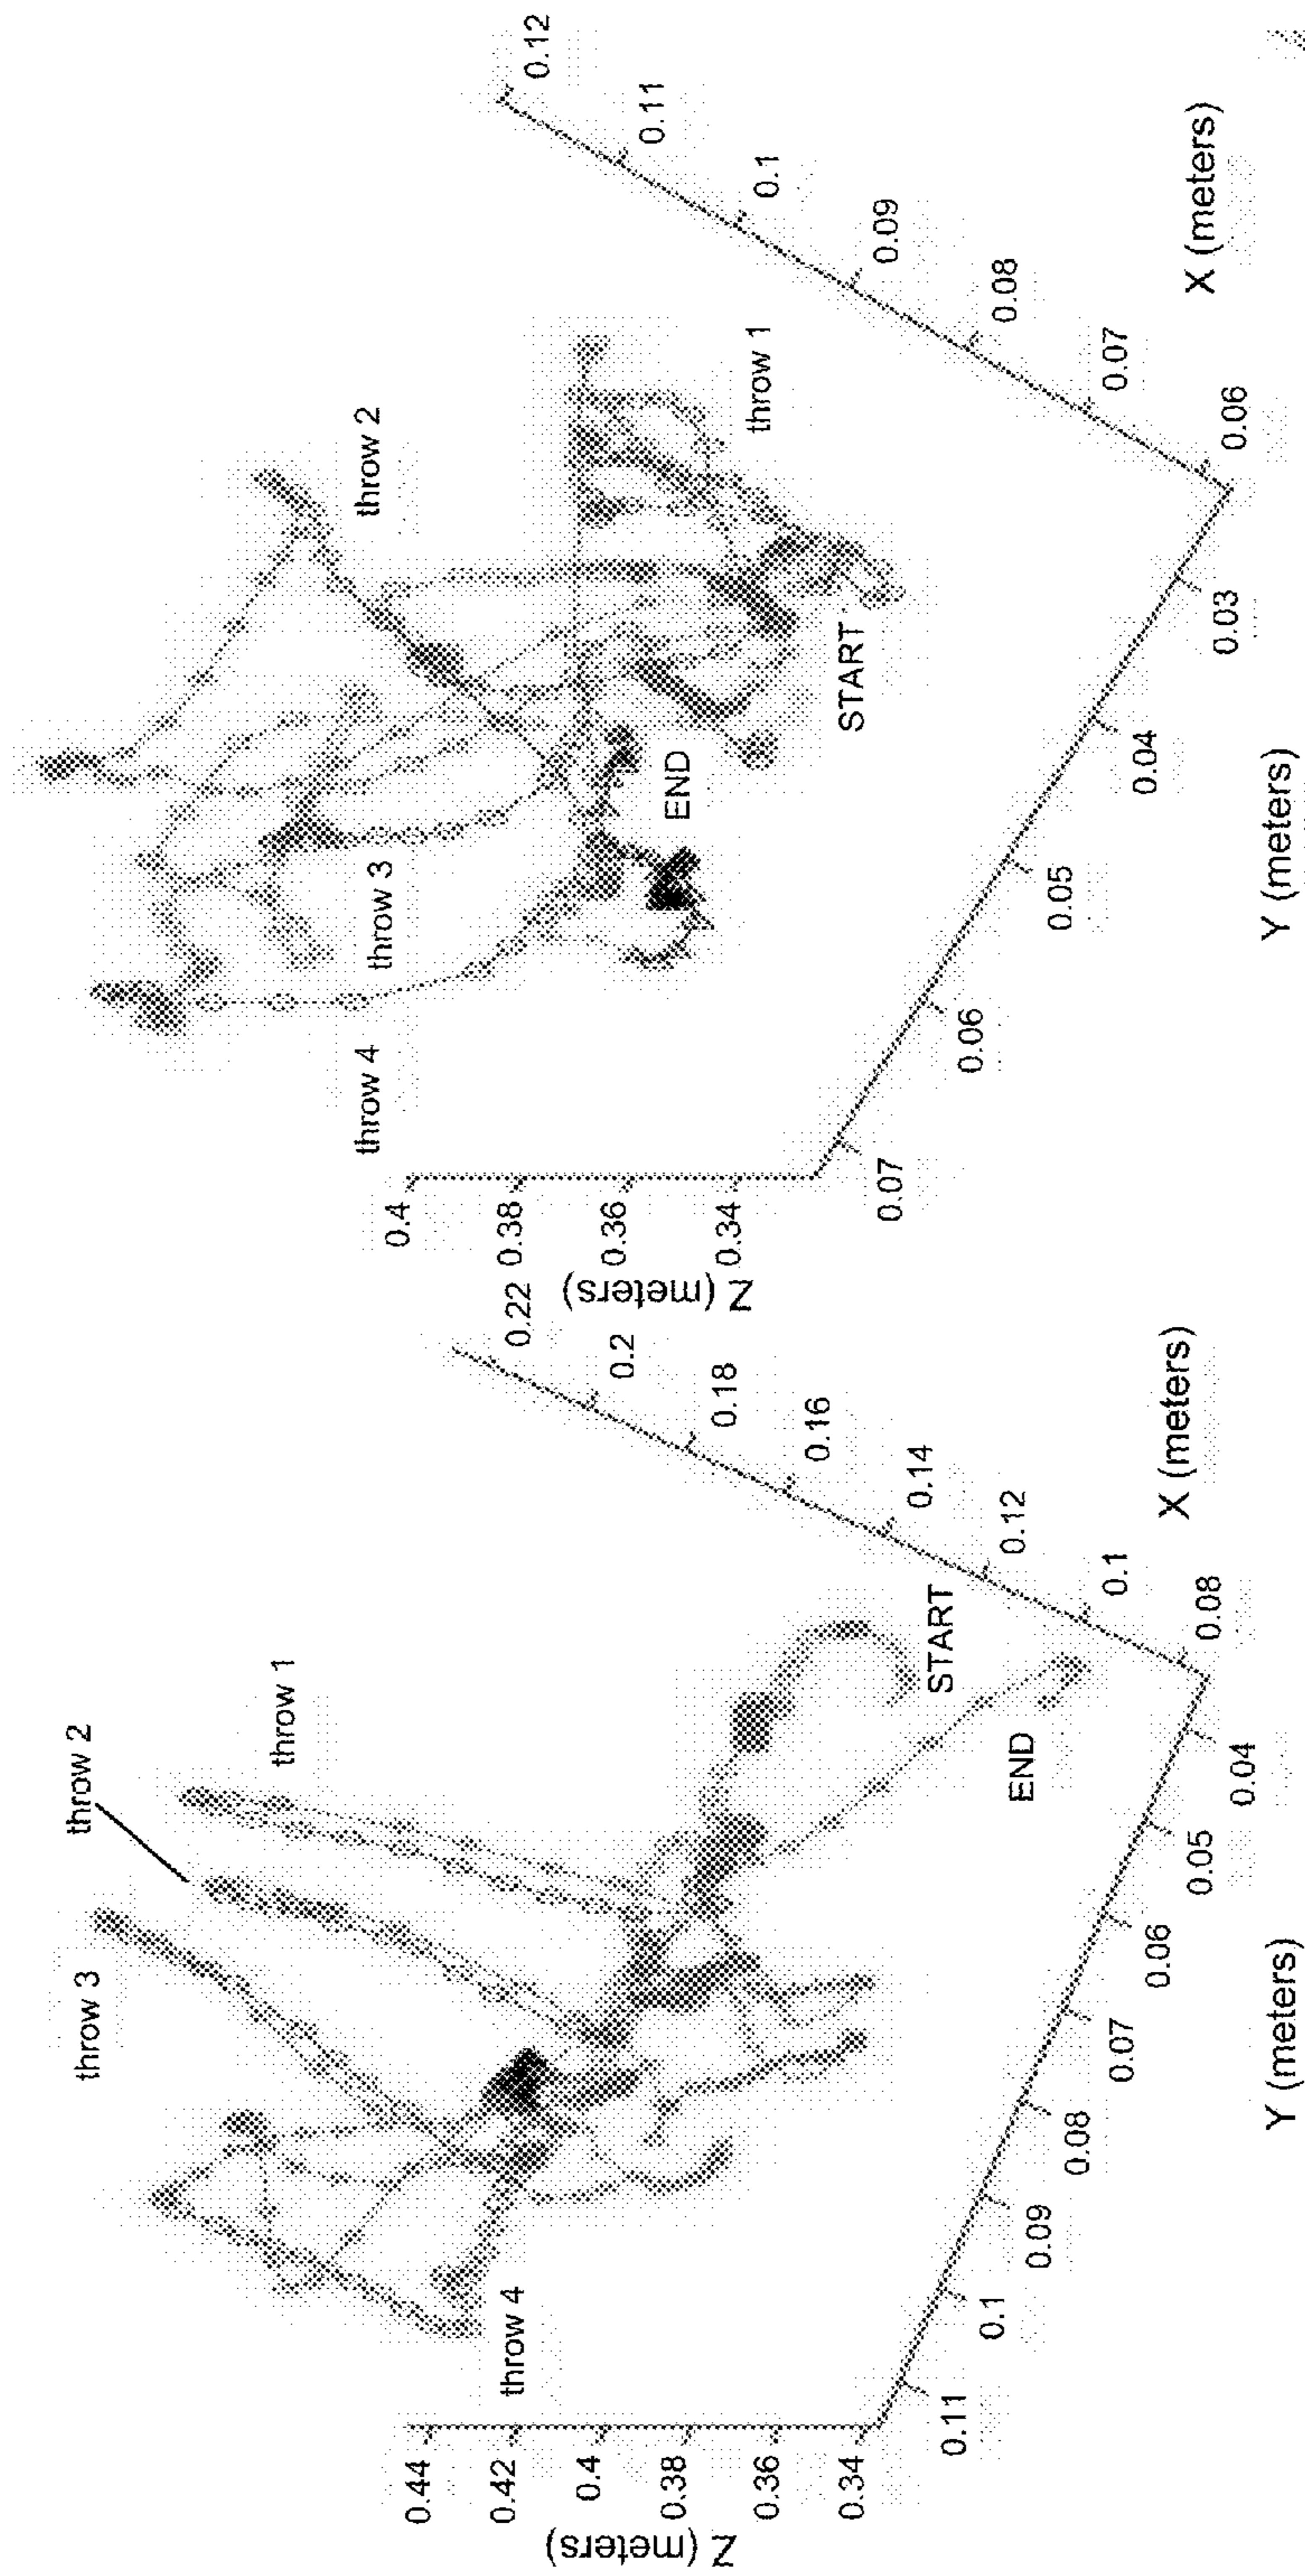 throw 3
throw 2
throw 1
throw 4
START
END
Z (meters)
0.44
0.42
0.4
0.38
0.36
0.34
Y (meters)
0.11
0.1
0.09
0.08
0.07
0.06
0.05
0.04
X (meters)
0.08
0.1
0.12
0.14
0.16
0.18
0.2
0.22
throw 4
throw 3
throw 2
throw 1
START
END
Z (meters)
0.4
0.38
0.36
0.34
Y (meters)
0.07
0.06
0.05
0.04
0.03
X (meters)
0.06
0.07
0.08
0.09
0.1
0.11
0.12